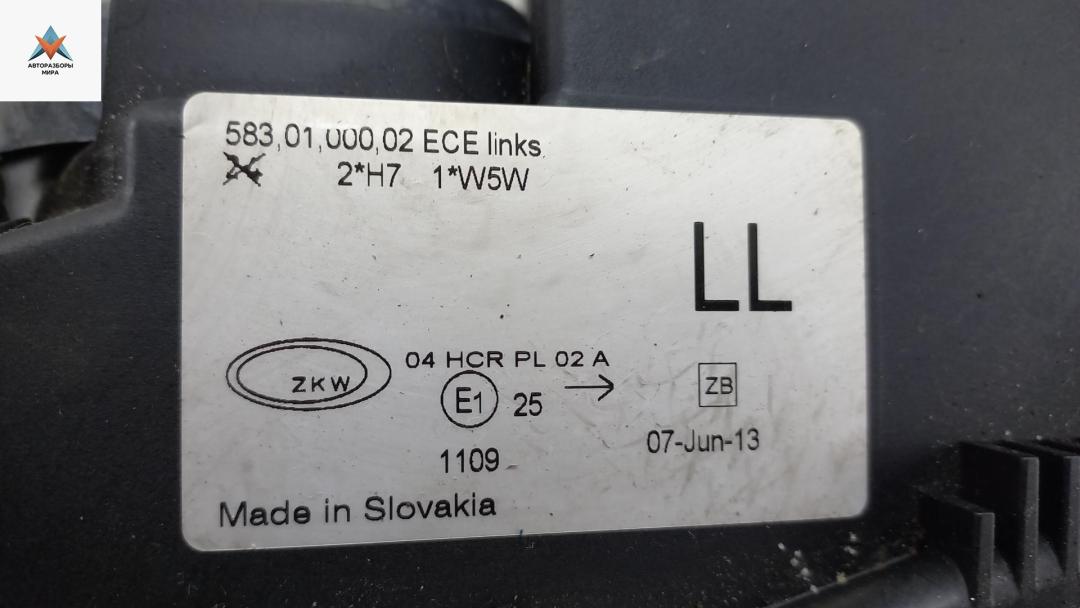 АВТОРАЗБОРЫ
МИРА
583,01,000,02 ECE links
2*H7 1*W5W
LL
04 HCR PL 02 A
ZKW
E1 25 →
ZB
1109
07-Jun-13
Made in Slovakia